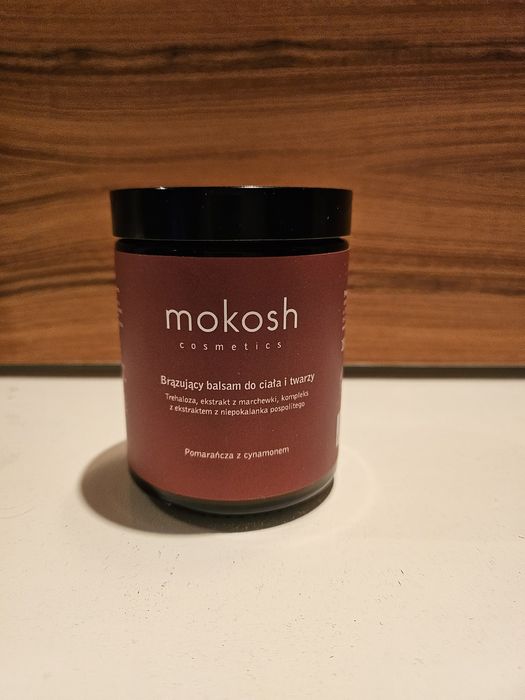 mokosh
cosmetics
Brązujący balsam do ciała i twarzy
Trehaloza, ekstrakt z marchewki, kompleks
z ekstraktem z niepokalanka pospolitego
Pomarańcza z cynamonem